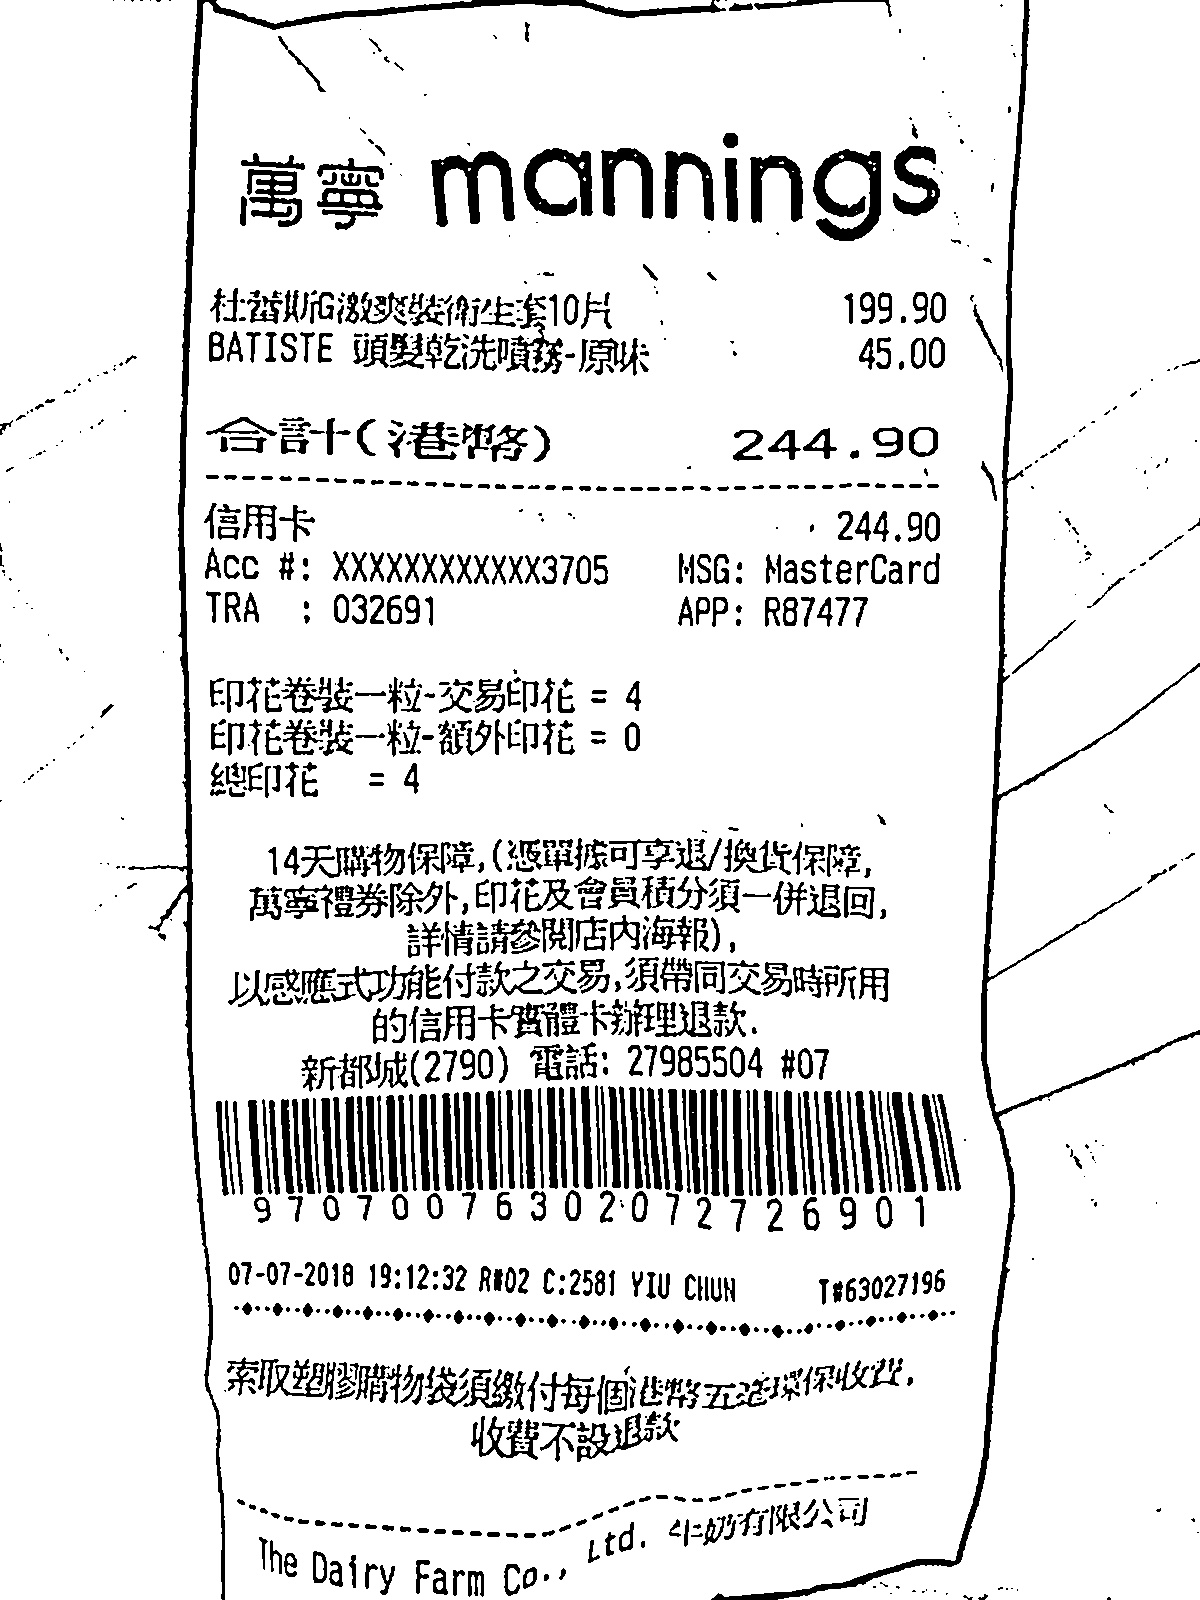 萬寧 mannings
杜蕾斯G激爽裝衛生套10片 199.90
BATISTE 頭髮乾洗噴霧-原味 45.00
合計(港幣) 244.90
信用卡 244.90
Acc #: XXXXXXXXXXXX3705 MSG: MasterCard
TRA : 032691 APP: R87477
印花卷裝一粒-交易印花 = 4
印花卷裝一粒-額外印花 = 0
總印花 = 4
14天購物保障,(憑單據可享退/換貨保障,
萬寧禮券除外,印花及會員積分須一併退回,
詳情請參閱店內海報),
以感應式功能付款之交易,須帶同交易時所用
的信用卡實體卡辦理退款.
新都城(2790) 電話: 27985504 #07
97070076302072726901
07-07-2018 19:12:32 R#02 C:2581 YIU CHUN T#63027196
索取塑膠購物袋須繳付每個港幣五毫環保收費.
收費不設退款
The Dairy Farm Co., Ltd. 牛奶有限公司